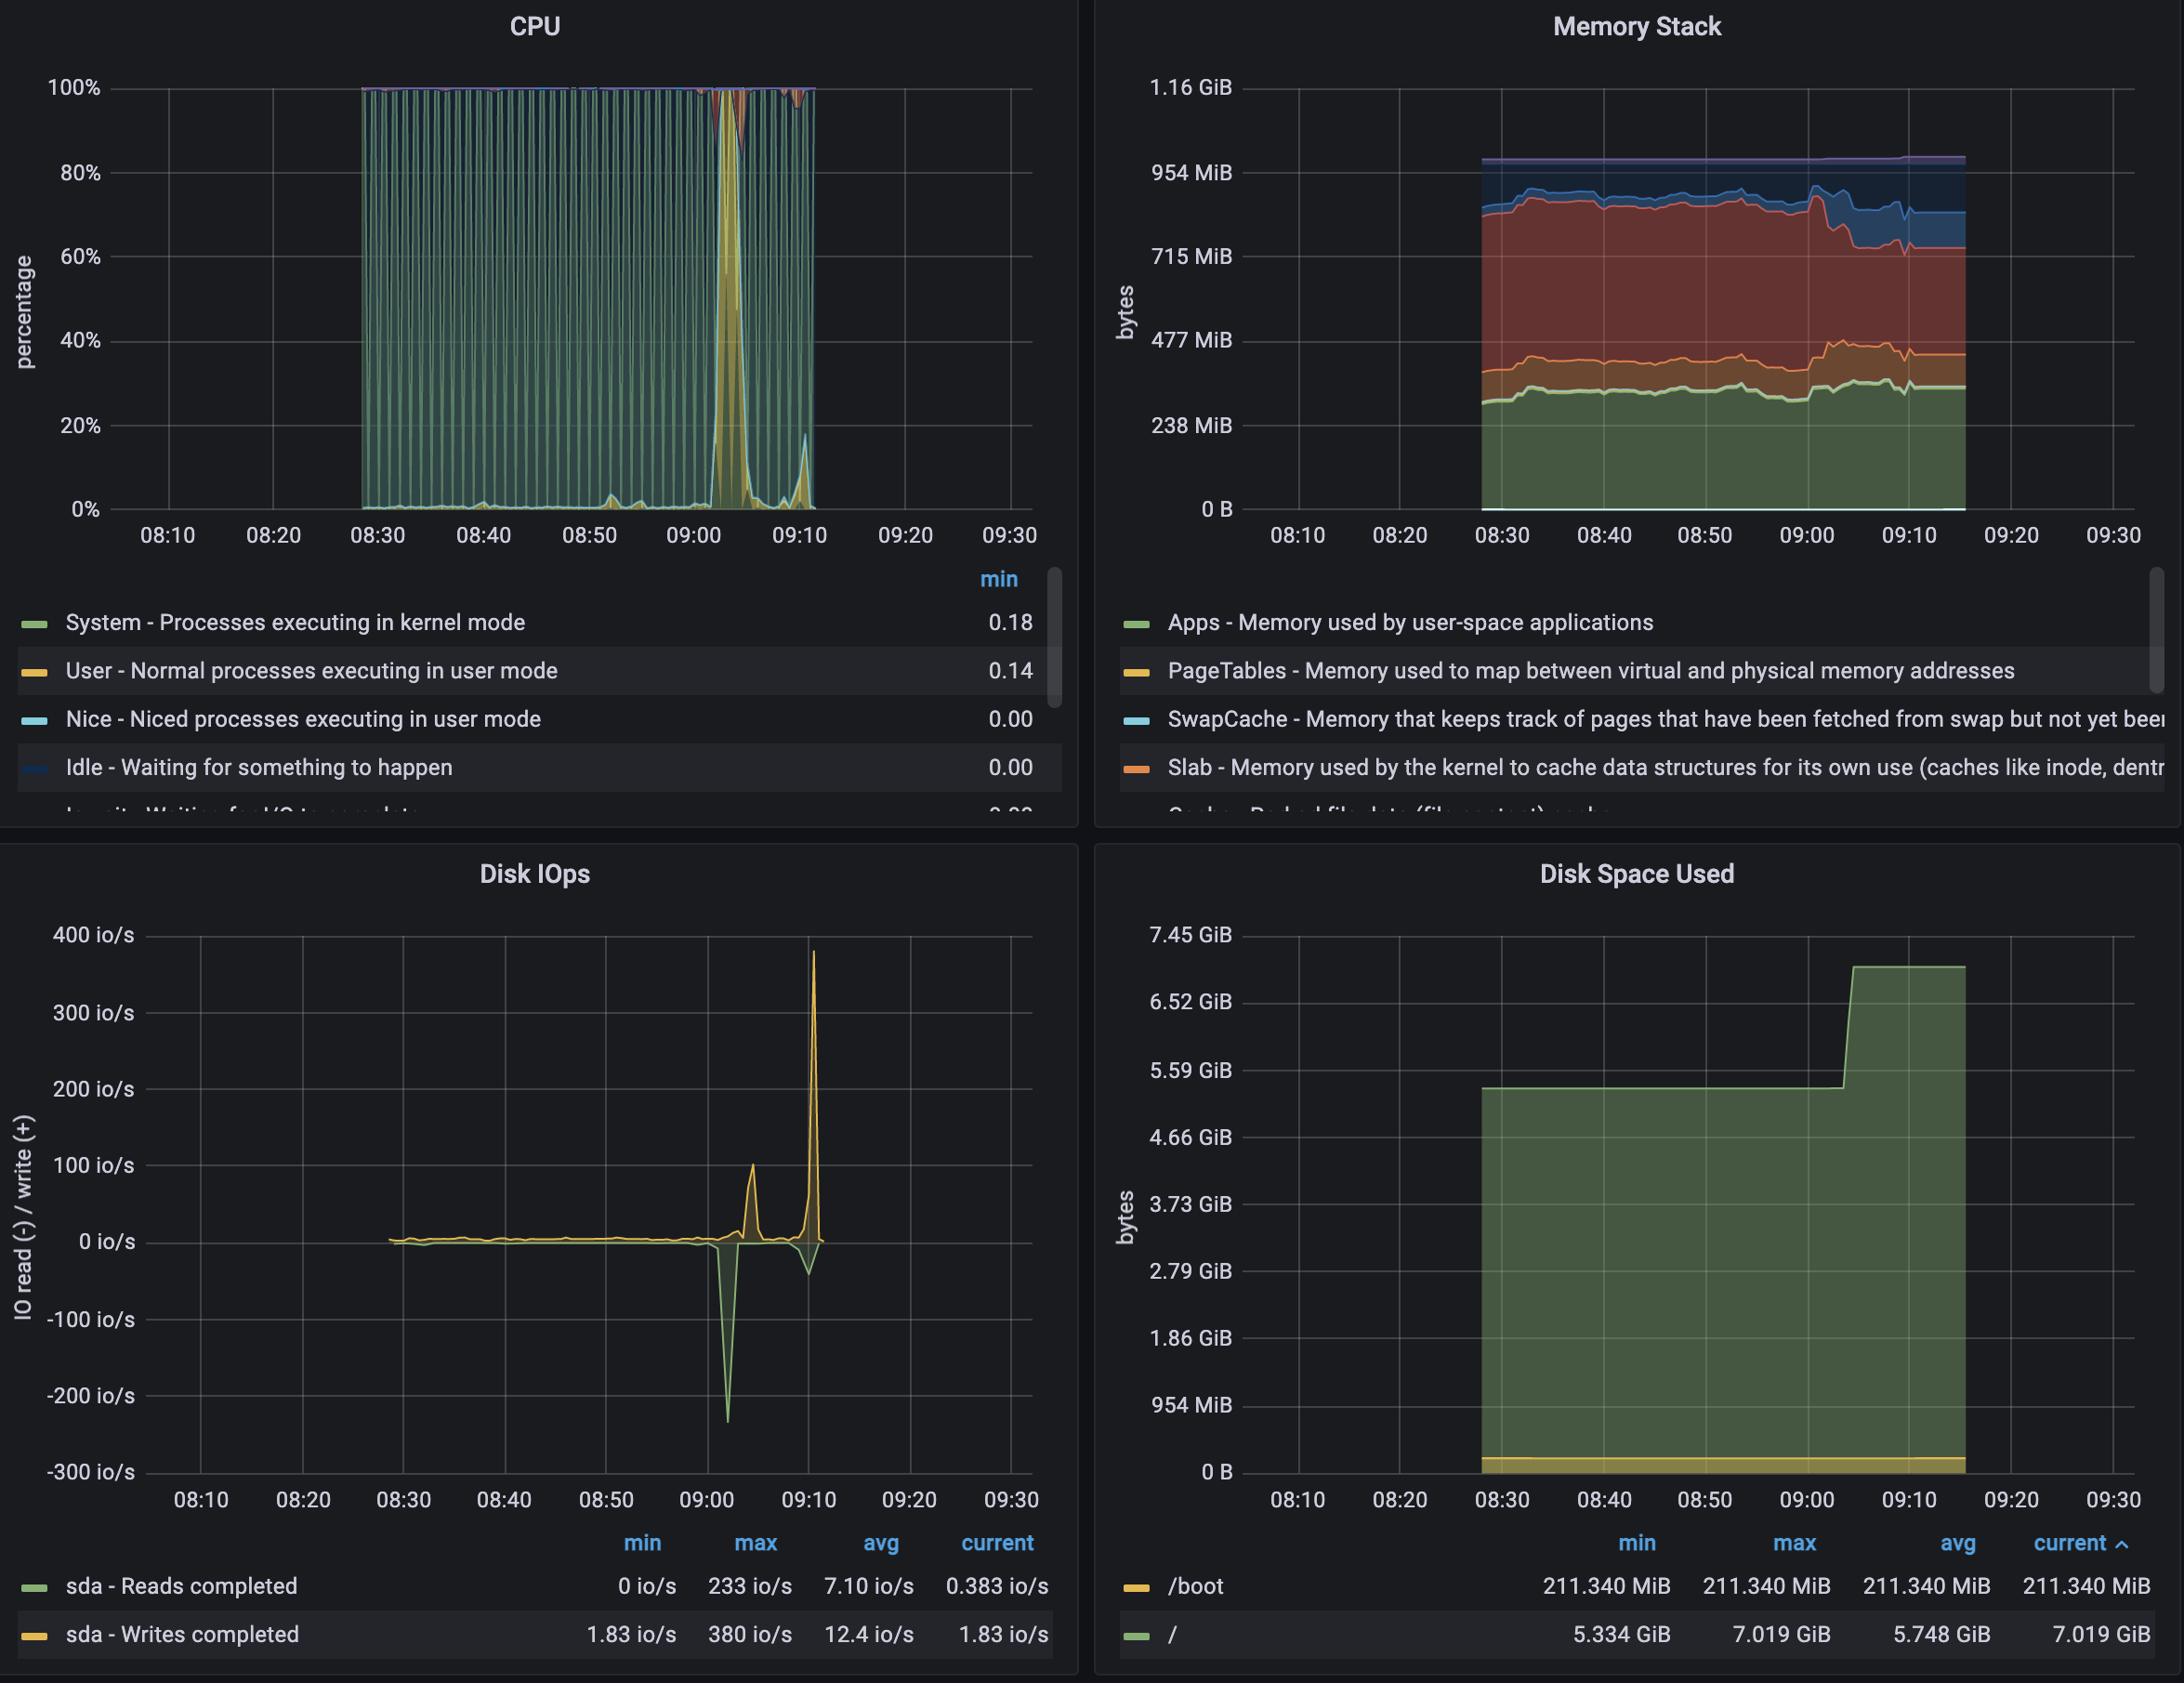 CPU
percentage
100%
80%
60%
40%
20%
0%
08:10 08:20 08:30 08:40 08:50 09:00 09:10 09:20 09:30
min
System - Processes executing in kernel mode 0.18
User - Normal processes executing in user mode 0.14
Nice - Niced processes executing in user mode 0.00
Idle - Waiting for something to happen 0.00
Memory Stack
bytes
1.16 GiB
954 MiB
715 MiB
477 MiB
238 MiB
0 B
08:10 08:20 08:30 08:40 08:50 09:00 09:10 09:20 09:30
Apps - Memory used by user-space applications
PageTables - Memory used to map between virtual and physical memory addresses
SwapCache - Memory that keeps track of pages that have been fetched from swap but not yet beer
Slab - Memory used by the kernel to cache data structures for its own use (caches like inode, dentr
Disk IOps
IO read (-) / write (+)
400 io/s
300 io/s
200 io/s
100 io/s
0 io/s
-100 io/s
-200 io/s
-300 io/s
08:10 08:20 08:30 08:40 08:50 09:00 09:10 09:20 09:30
min max avg current
sda - Reads completed 0 io/s 233 io/s 7.10 io/s 0.383 io/s
sda - Writes completed 1.83 io/s 380 io/s 12.4 io/s 1.83 io/s
Disk Space Used
bytes
7.45 GiB
6.52 GiB
5.59 GiB
4.66 GiB
3.73 GiB
2.79 GiB
1.86 GiB
954 MiB
0 B
08:10 08:20 08:30 08:40 08:50 09:00 09:10 09:20 09:30
min max avg current
/boot 211.340 MiB 211.340 MiB 211.340 MiB 211.340 MiB
/ 5.334 GiB 7.019 GiB 5.748 GiB 7.019 GiB